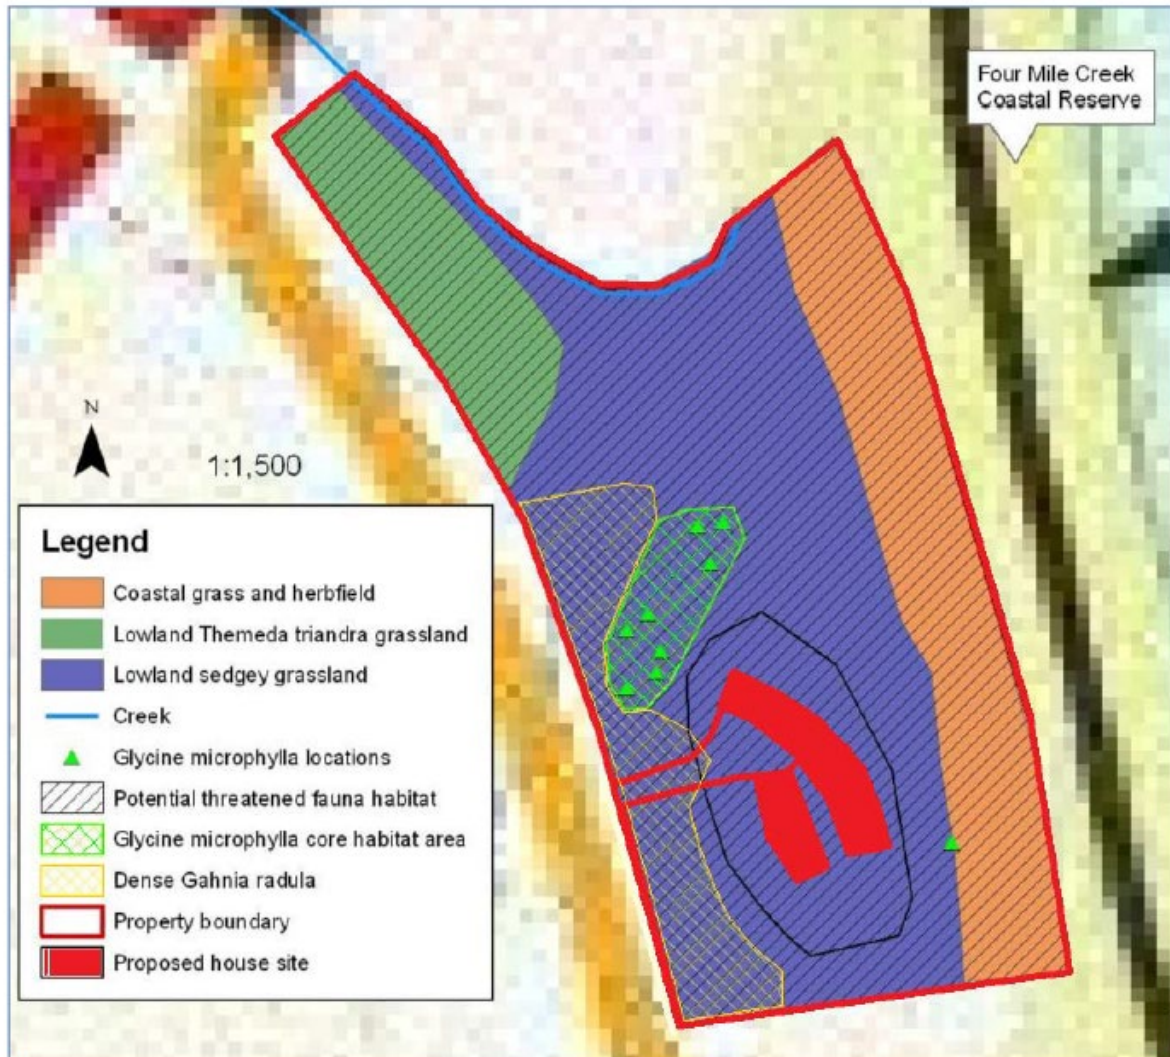 Four Mile Creek
Coastal Reserve
N
1:1,500
Legend
Coastal grass and herbfield
Lowland Themeda triandra grassland
Lowland sedgey grassland
Creek
Glycine microphylla locations
Potential threatened fauna habitat
Glycine microphylla core habitat area
Dense Gahnia radula
Property boundary
Proposed house site